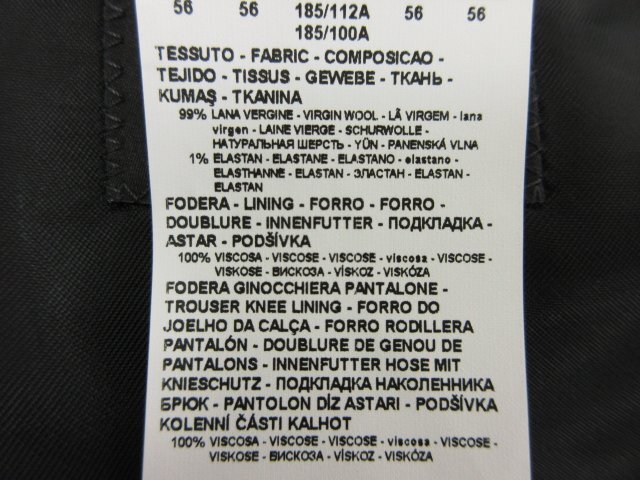 56 56 185/112A 56 56
185/100A
TESSUTO - FABRIC - COMPOSICAO -
TEJIDO - TISSUS - GEWEBE - ТКАНЬ -
KUMAŞ - TKANINA
99% LANA VERGINE - VIRGIN WOOL - LÃ VIRGEM - lana
virgen - LAINE VIERGE - SCHURWOLLE -
НАТУРАЛЬНАЯ ШЕРСТЬ - YÜN - PANENSKÁ VLNA
1% ELASTAN - ELASTANE - ELASTANO - elastano -
ELASTHANNE - ELASTAN - ЭЛАСТАН - ELASTAN -
ELASTAN
FODERA - LINING - FORRO - FORRO -
DOUBLURE - INNENFUTTER - ПОДКЛАДКА -
ASTAR - PODŠÍVKA
100% VISCOSA - VISCOSE - VISCOSE - viscosa - VISCOSE -
VISKOSE - ВИСКОЗА - VİSKOZ - VISKÓZA
FODERA GINOCCHIERA PANTALONE -
TROUSER KNEE LINING - FORRO DO
JOELHO DA CALÇA - FORRO RODILLERA
PANTALÓN - DOUBLURE DE GENOU DE
PANTALONS - INNENFUTTER HOSE MIT
KNIESCHUTZ - ПОДКЛАДКА НАКОЛЕННИКА
БРЮК - PANTOLON DİZ ASTARI - PODŠÍVKA
KOLENNÍ ČÁSTI KALHOT
100% VISCOSA - VISCOSE - VISCOSE - viscosa - VISCOSE -
VISKOSE - ВИСКОЗА - VİSKOZ - VISKÓZA